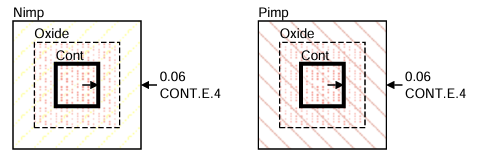 Nimp
Oxide
Cont
0.06
CONT.E.4
Pimp
Oxide
Cont
0.06
CONT.E.4